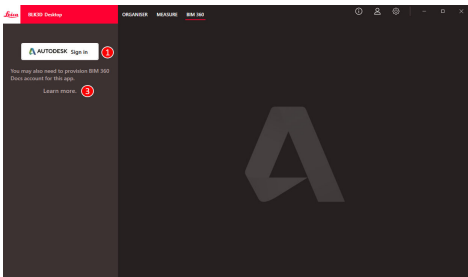 Leica
BLK3D Desktop
ORGANISER MEASURE BIM 360
AUTODESK Sign In
1
You may also need to provision BIM 360
Docs account for this app.
Learn more.
3